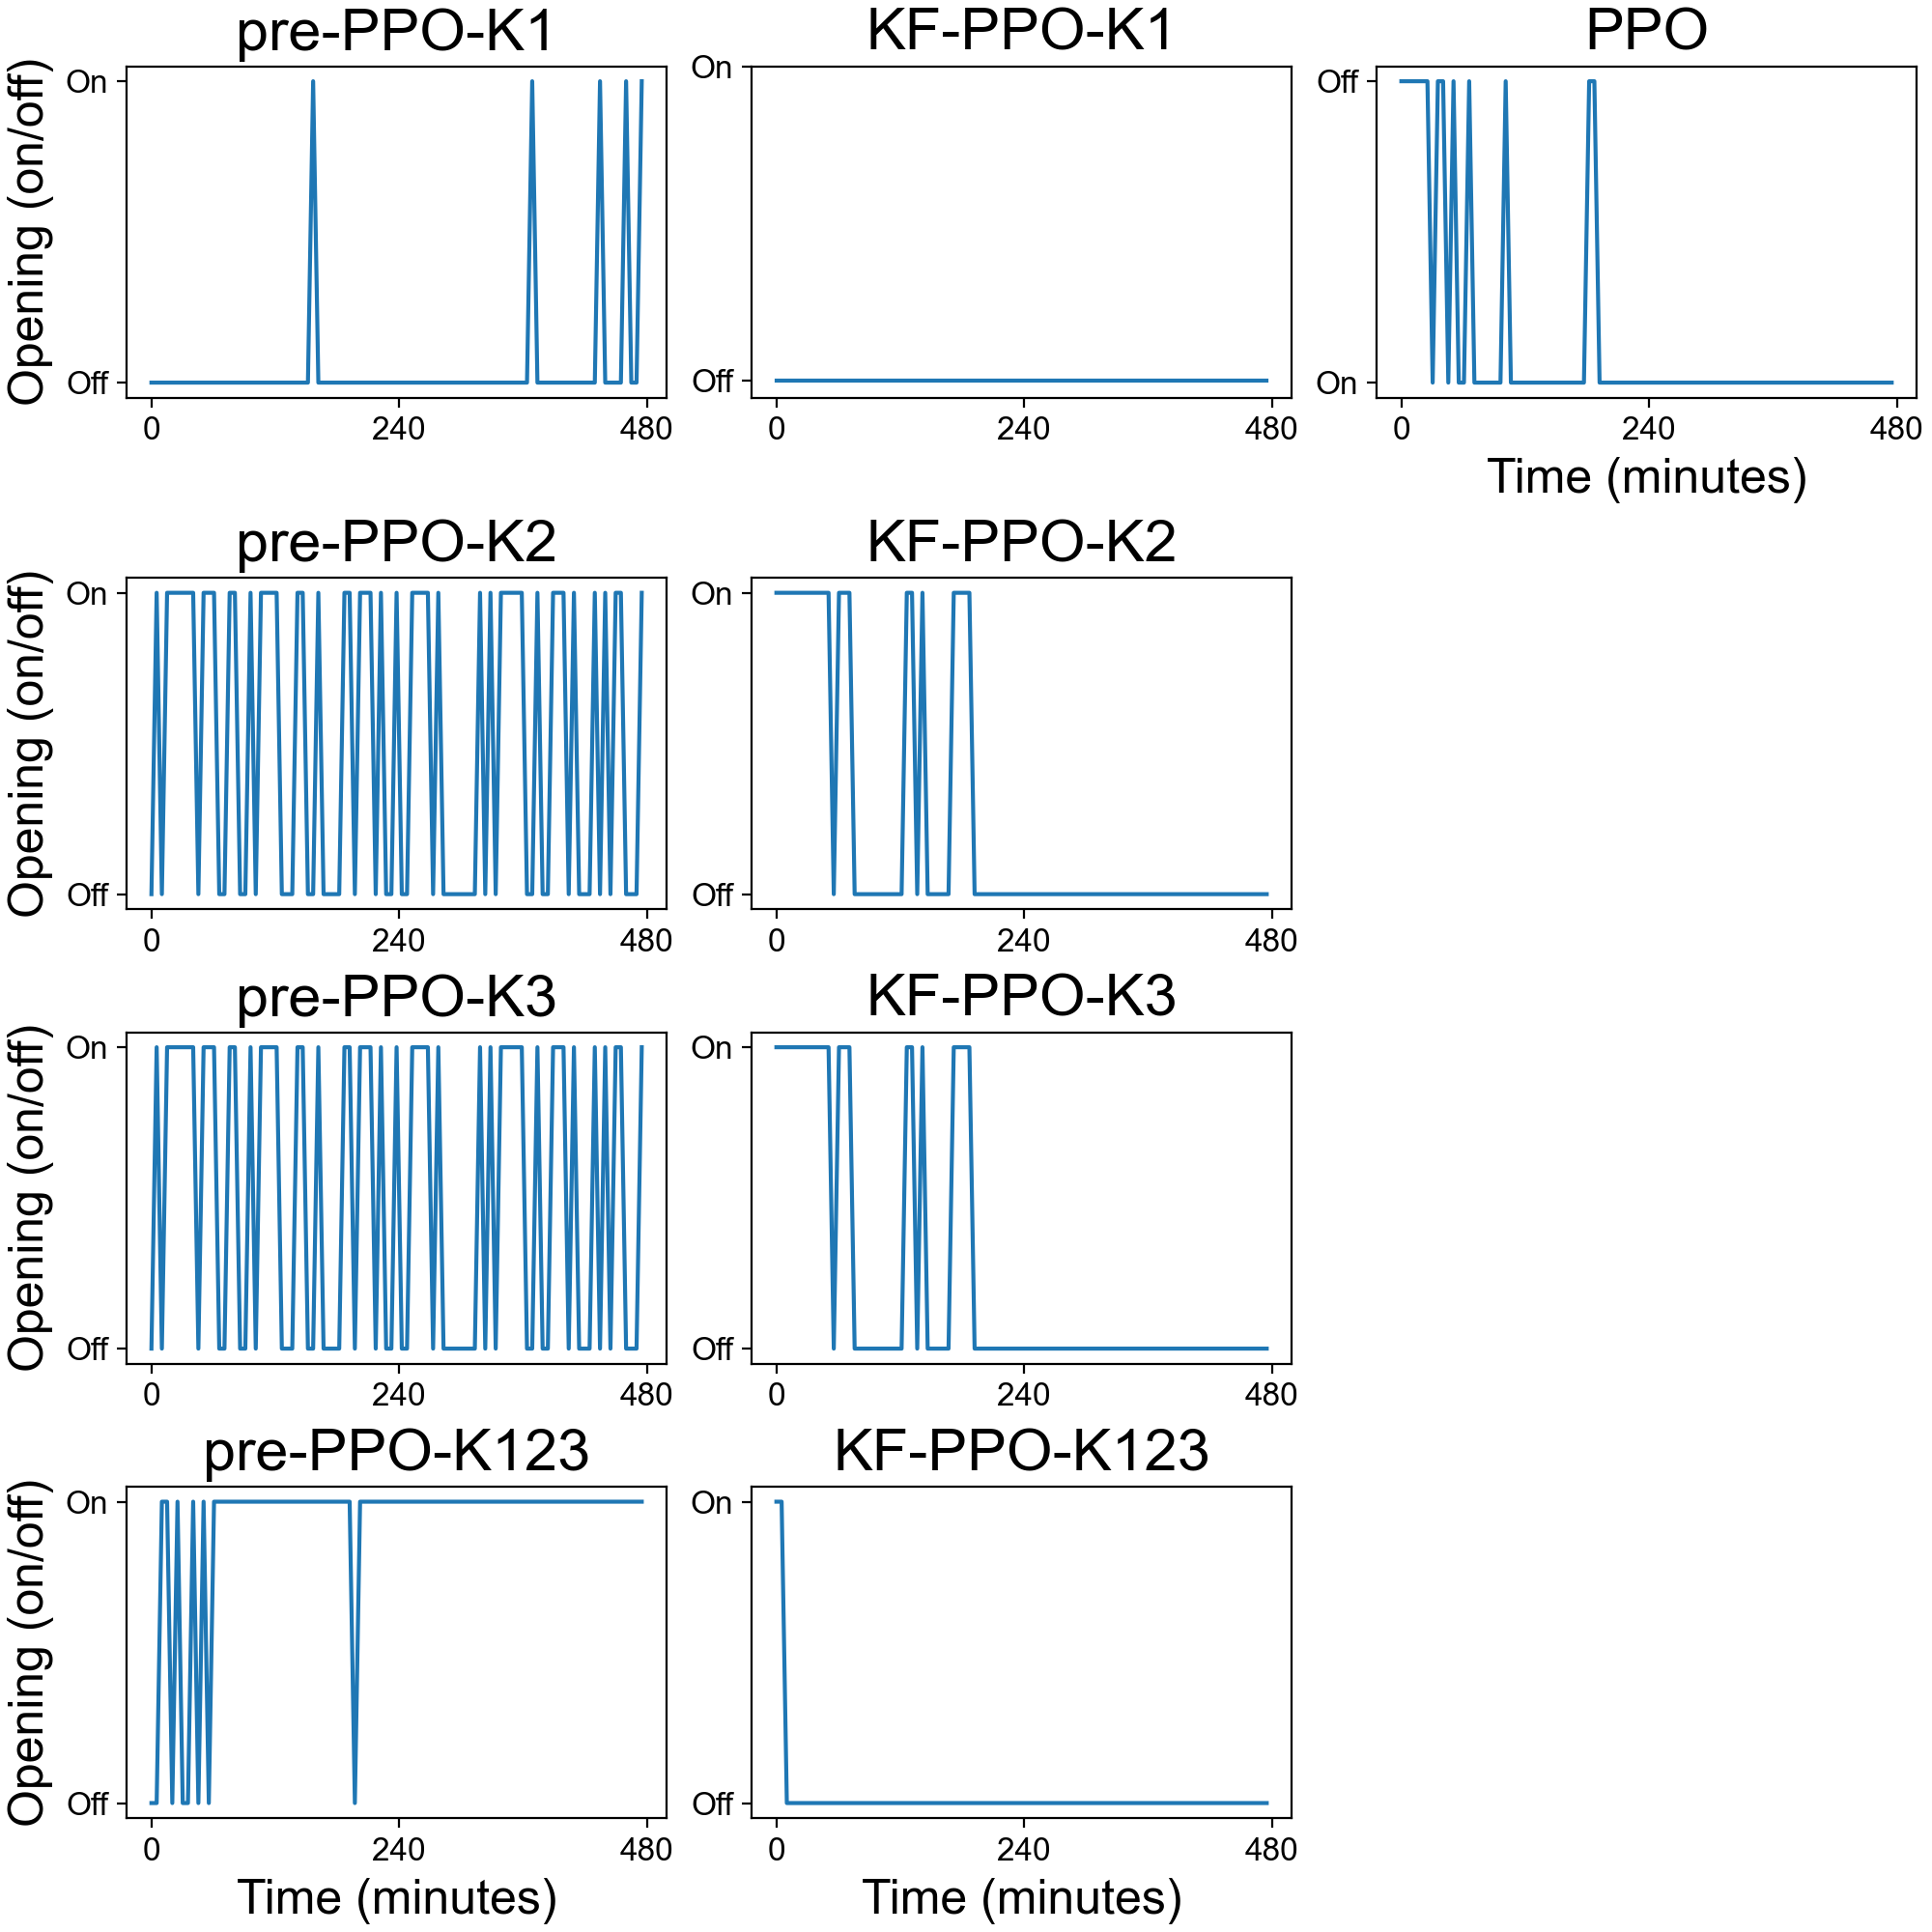 pre-PPO-K1
Opening (on/off)
On
Off
0 240 480
KF-PPO-K1
On
Off
0 240 480
PPO
Off
On
0 240 480
Time (minutes)
pre-PPO-K2
Opening (on/off)
On
Off
0 240 480
KF-PPO-K2
On
Off
0 240 480
pre-PPO-K3
Opening (on/off)
On
Off
0 240 480
KF-PPO-K3
On
Off
0 240 480
pre-PPO-K123
Opening (on/off)
On
Off
0 240 480
Time (minutes)
KF-PPO-K123
On
Off
0 240 480
Time (minutes)